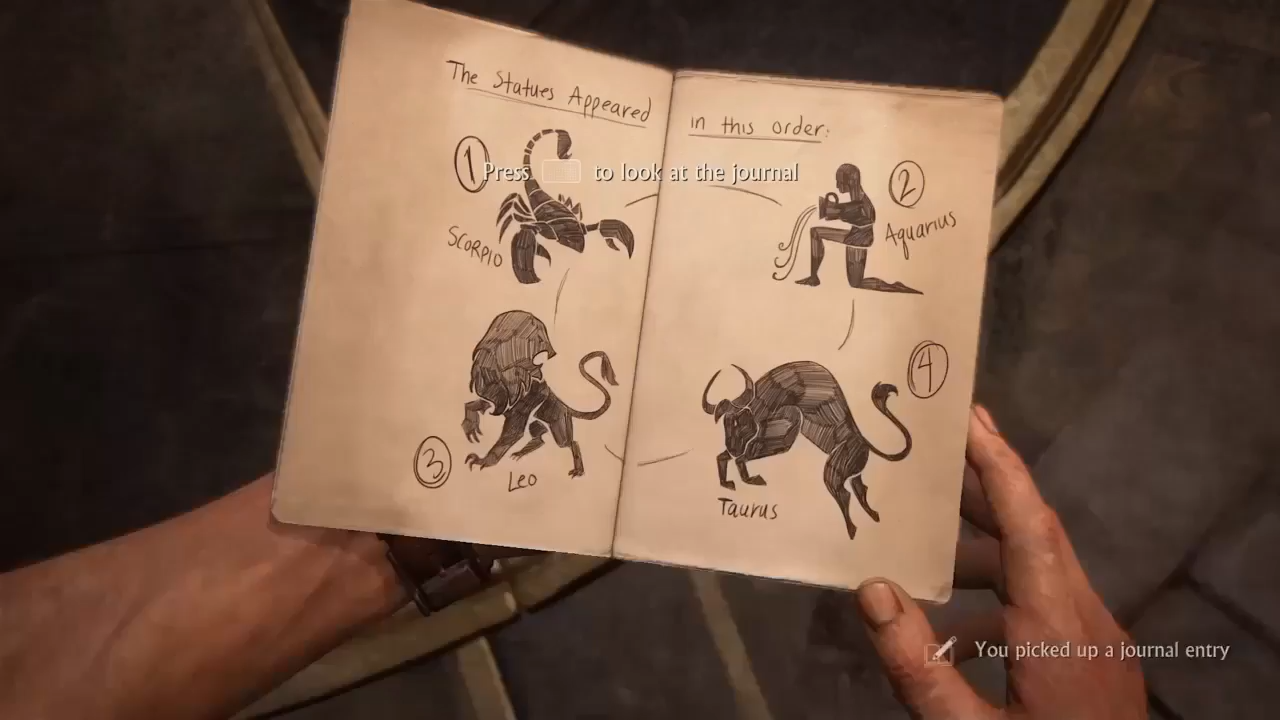 The Statues Appeared
in this order:
1
Press to look at the journal
2
SCORPIO
Aquarius
3
Leo
4
Taurus
You picked up a journal entry